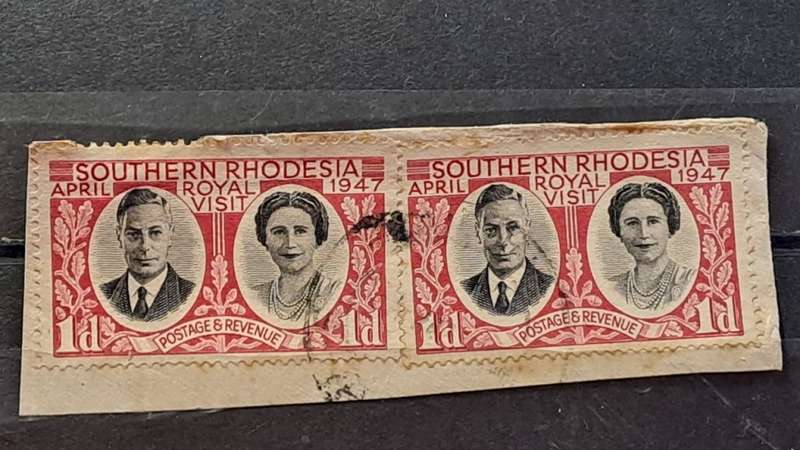 SOUTHERN RHODESIA
APRIL ROYAL VISIT 1947
1d POSTAGE & REVENUE 1d
SOUTHERN RHODESIA
APRIL ROYAL VISIT 1947
1d POSTAGE & REVENUE 1d